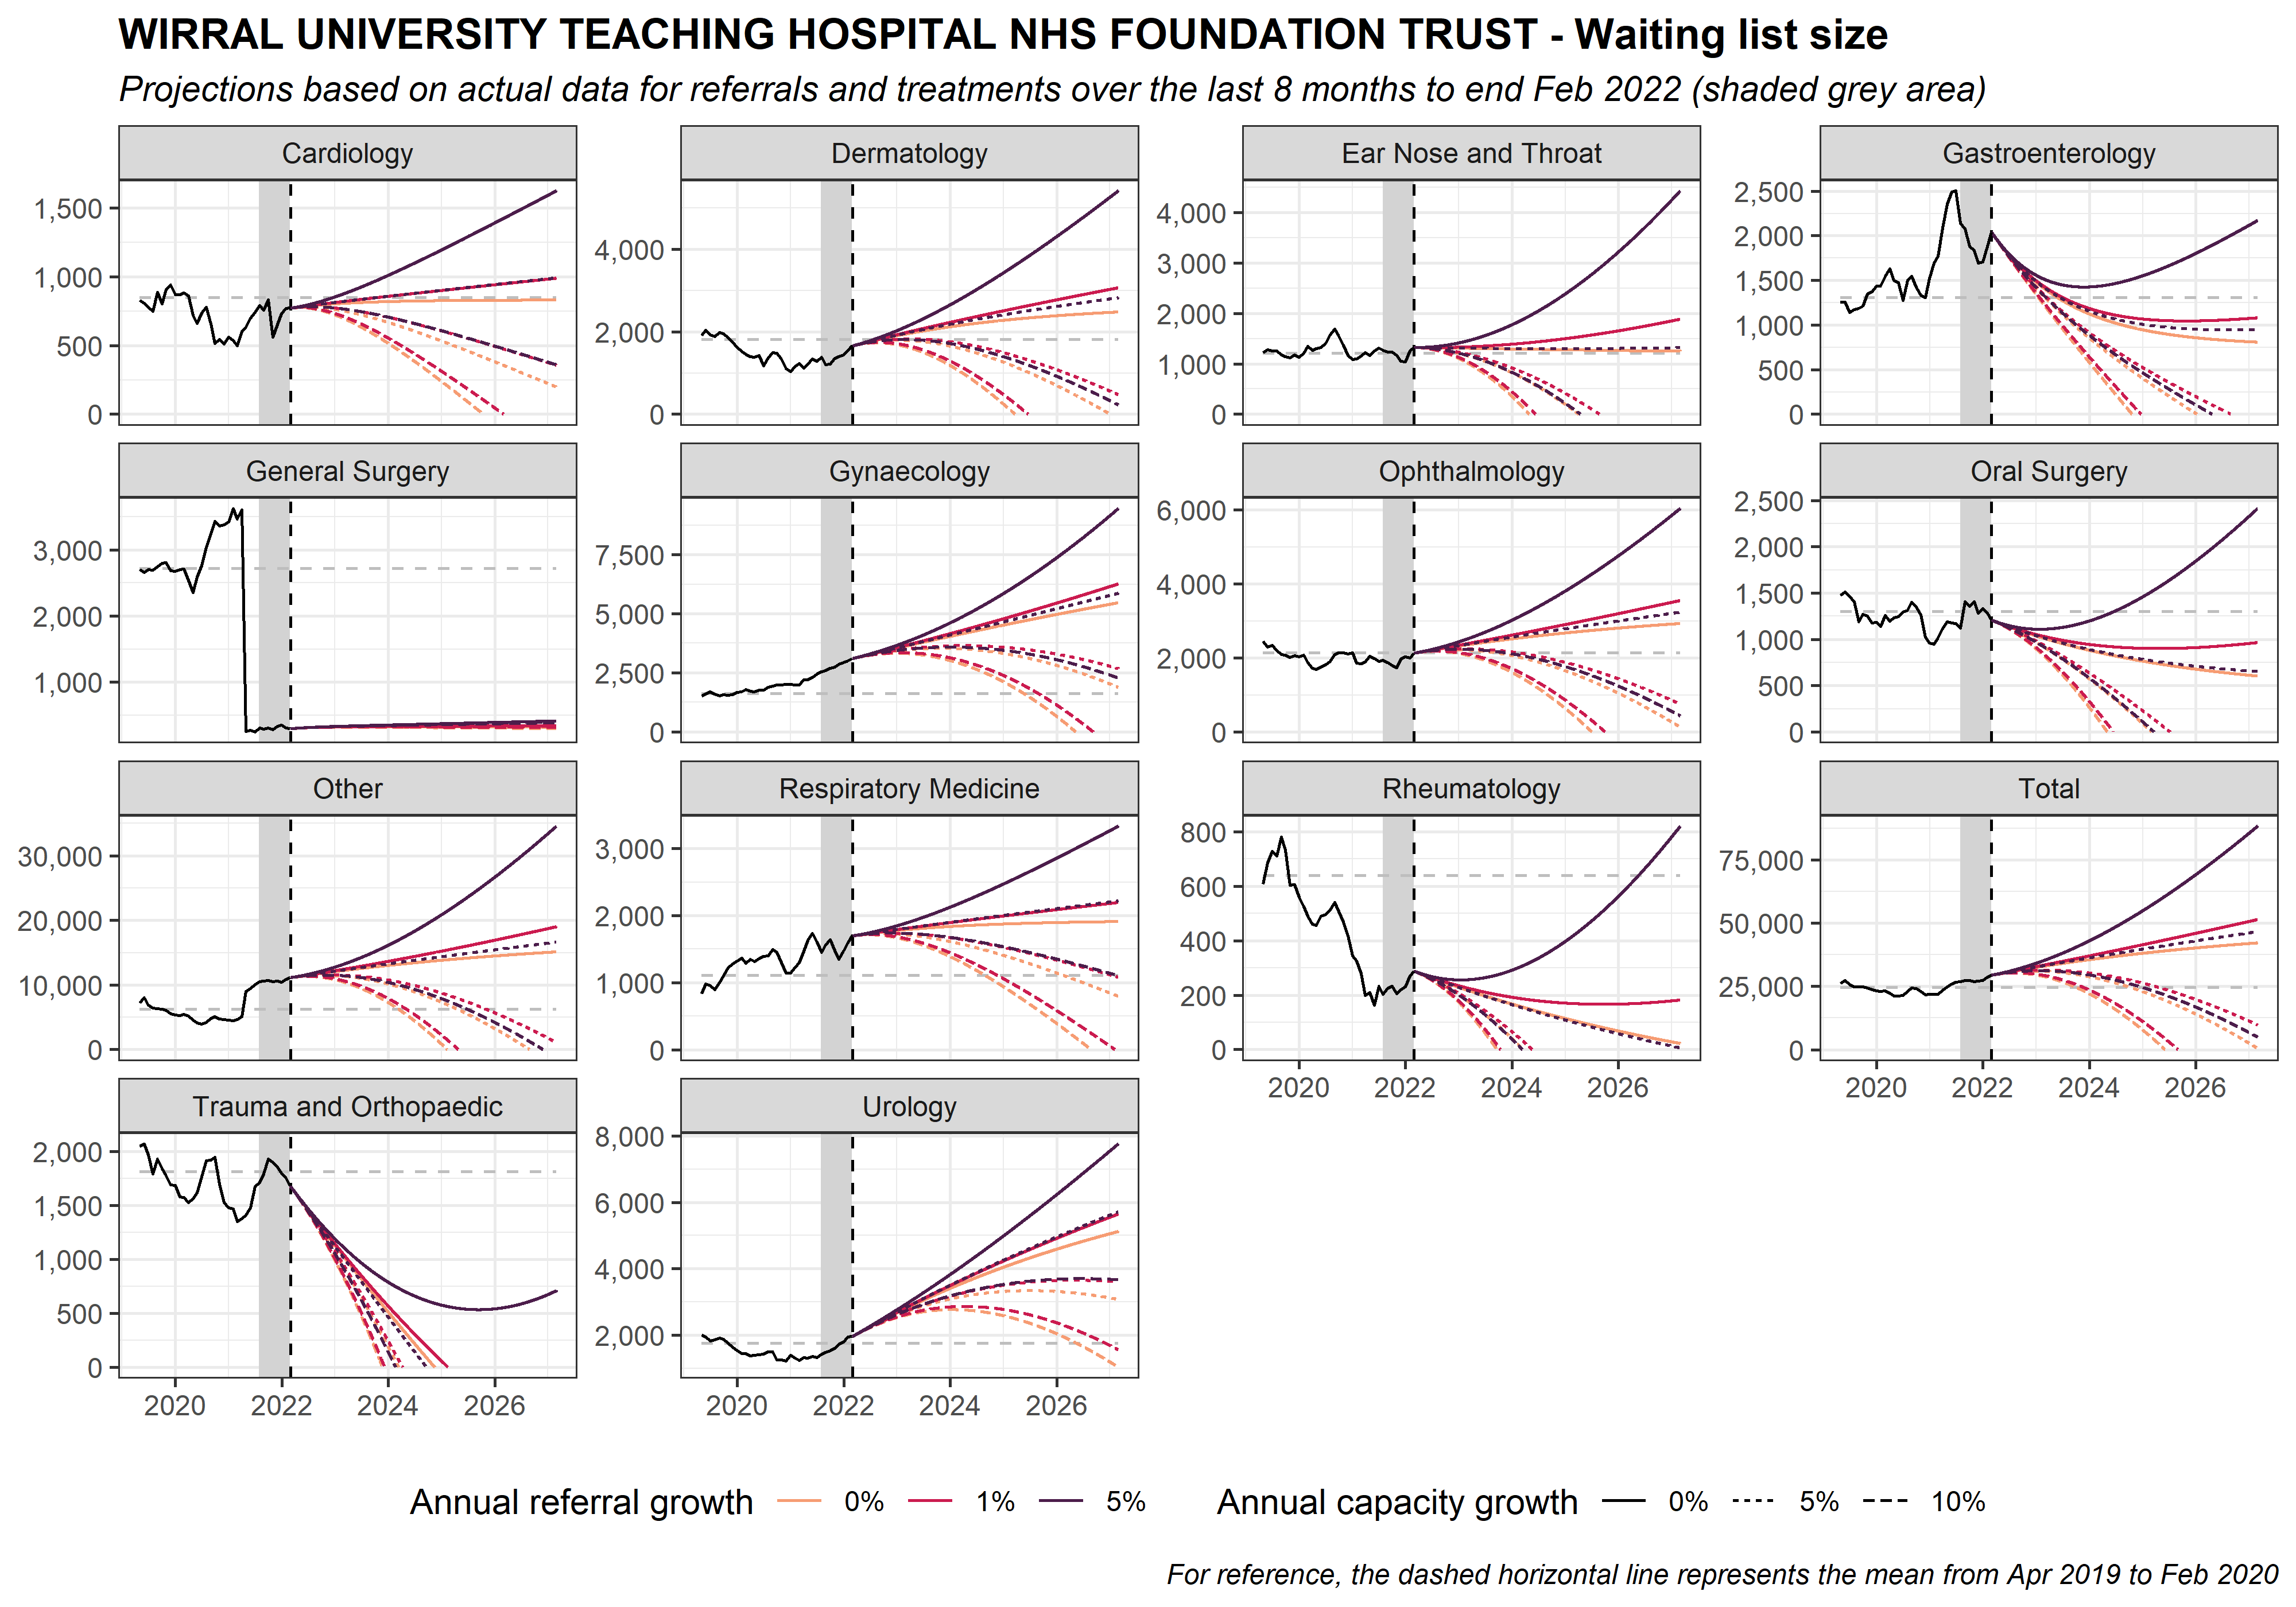 WIRRAL UNIVERSITY TEACHING HOSPITAL NHS FOUNDATION TRUST - Waiting list size
Projections based on actual data for referrals and treatments over the last 8 months to end Feb 2022 (shaded grey area)
Cardiology
1,500
1,000
500
0
Dermatology
4,000
2,000
0
Ear Nose and Throat
4,000
3,000
2,000
1,000
0
Gastroenterology
2,500
2,000
1,500
1,000
500
0
General Surgery
3,000
2,000
1,000
Gynaecology
7,500
5,000
2,500
0
Ophthalmology
6,000
4,000
2,000
0
Oral Surgery
2,500
2,000
1,500
1,000
500
0
Other
30,000
20,000
10,000
0
Respiratory Medicine
3,000
2,000
1,000
0
Rheumatology
800
600
400
200
0
2020 2022 2024 2026
Total
75,000
50,000
25,000
0
2020 2022 2024 2026
Trauma and Orthopaedic
2,000
1,500
1,000
500
0
2020 2022 2024 2026
Urology
8,000
6,000
4,000
2,000
2020 2022 2024 2026
Annual referral growth 0% 1% 5% Annual capacity growth 0% 5% 10%
For reference, the dashed horizontal line represents the mean from Apr 2019 to Feb 2020